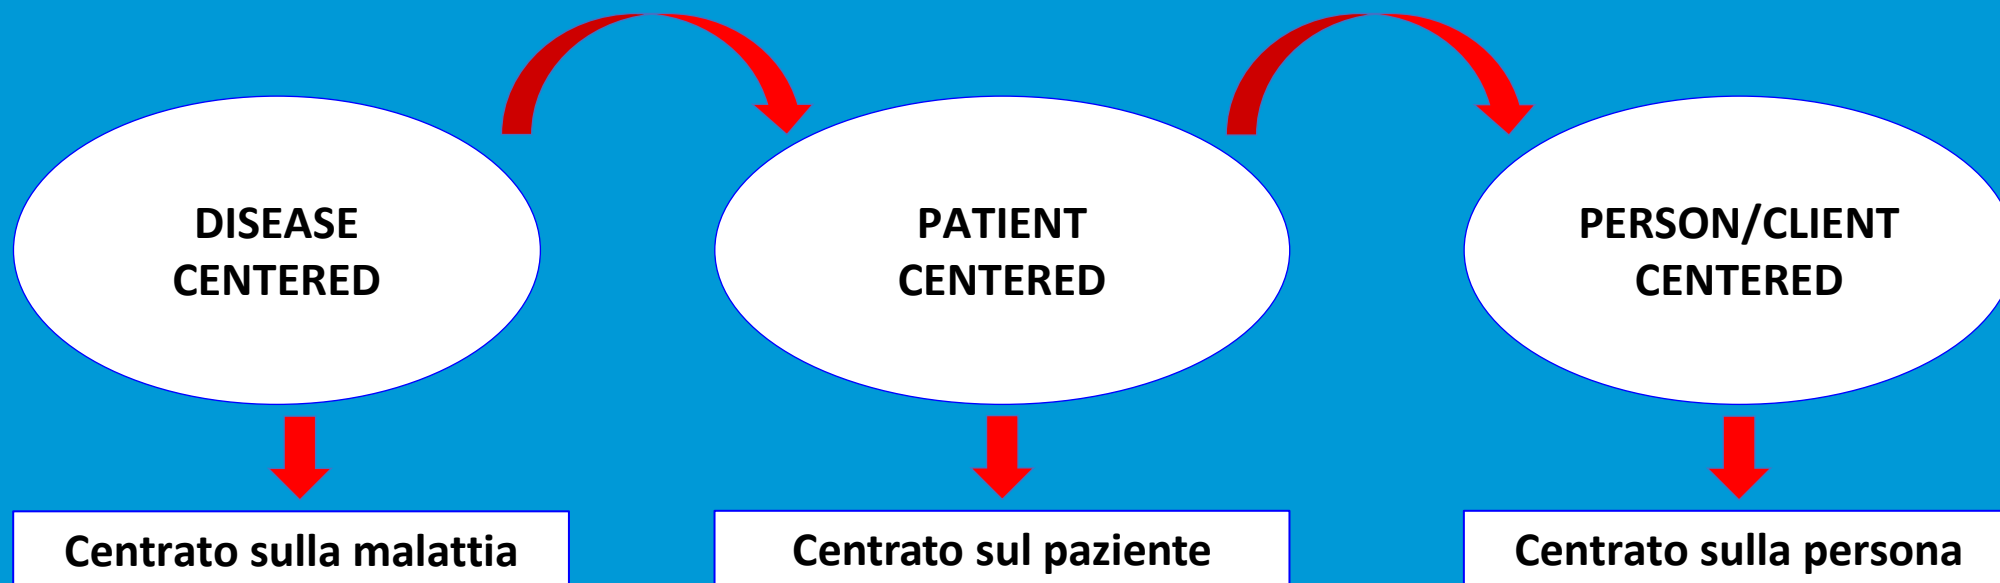 DISEASE
CENTERED
PATIENT
CENTERED
PERSON/CLIENT
CENTERED
Centrato sulla malattia
Centrato sul paziente
Centrato sulla persona